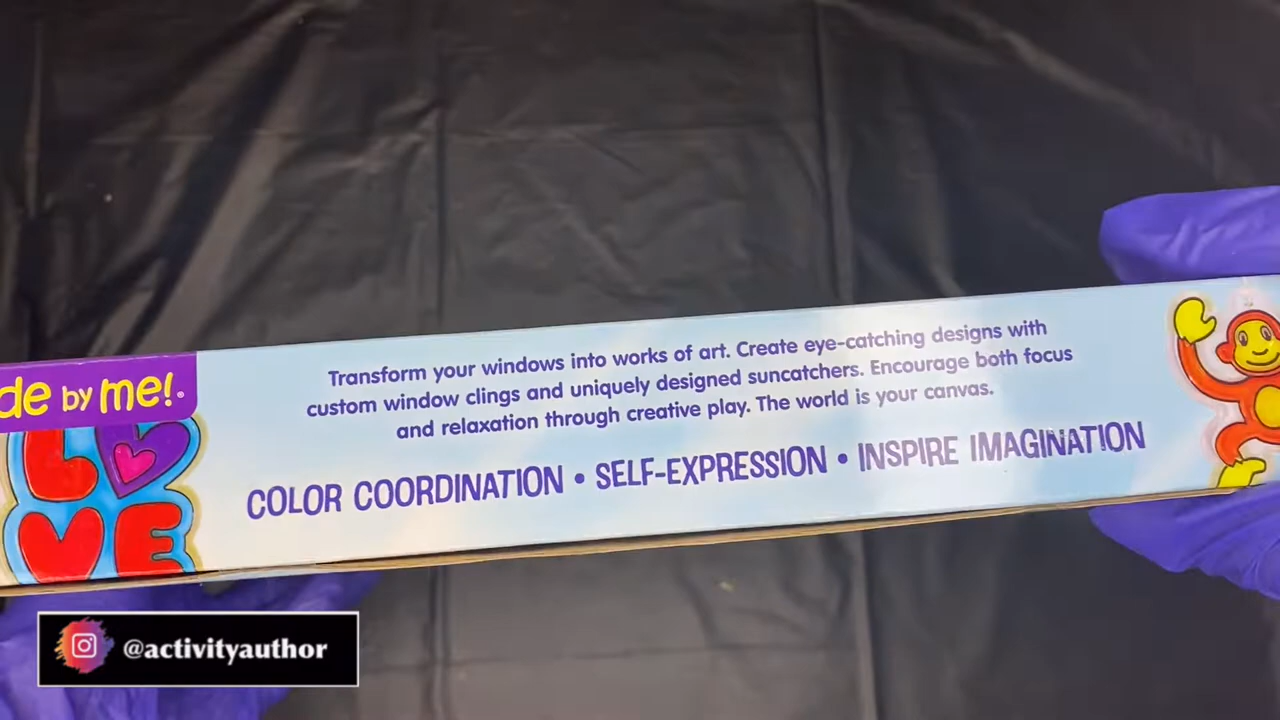 de by me!.
LOVE
Transform your windows into works of art. Create eye-catching designs with
custom window clings and uniquely designed suncatchers. Encourage both focus
and relaxation through creative play. The world is your canvas.
COLOR COORDINATION • SELF-EXPRESSION • INSPIRE IMAGINATION
@activityauthor